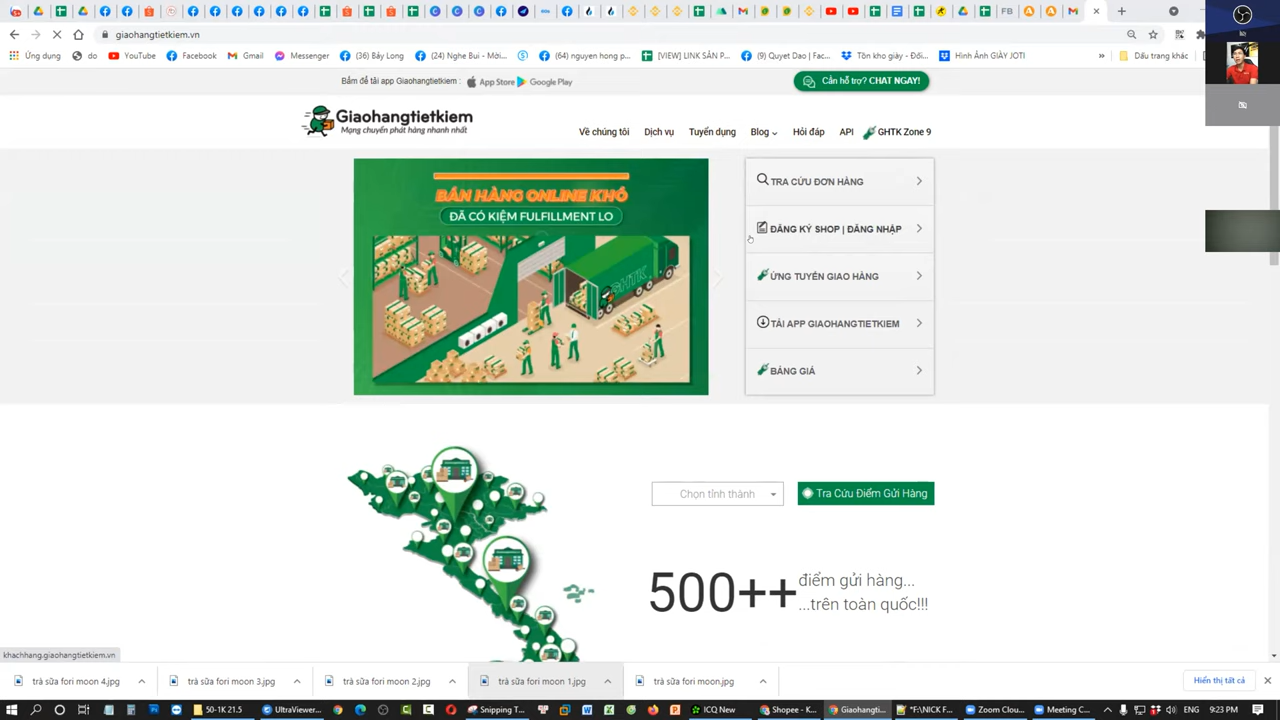 FB
giaohangtietkiem.vn
Ứng dụng
do
YouTube
Facebook
Gmail
Messenger
(36) Bảy Long
(24) Nghe Bui - Mời...
(64) nguyen hong p...
[VIEW] LINK SẢN P...
(9) Quyet Dao | Fac...
Tồn kho giày - Đối...
Hình Ảnh GIÀY JOTI
»
Dấu trang khác
Bấm để tải app Giaohangtietkiem :
App Store
Google Play
Cần hỗ trợ? CHAT NGAY!
Giaohangtietkiem
Mạng chuyển phát hàng nhanh nhất
Về chúng tôi
Dịch vụ
Tuyển dụng
Blog
Hỏi đáp
API
GHTK Zone 9
BÁN HÀNG ONLINE KHÓ
ĐÃ CÓ KIỆM FULFILLMENT LO
GHTK
TRA CỨU ĐƠN HÀNG
ĐĂNG KÝ SHOP | ĐĂNG NHẬP
ỨNG TUYỂN GIAO HÀNG
TẢI APP GIAOHANGTIETKIEM
BẢNG GIÁ
Chọn tỉnh thành
Tra Cứu Điểm Gửi Hàng
500++
điểm gửi hàng...
...trên toàn quốc!!!
khachhang.giaohangtietkiem.vn
trà sữa fori moon 4.jpg
trà sữa fori moon 3.jpg
trà sữa fori moon 2.jpg
trà sữa fori moon 1.jpg
trà sữa fori moon.jpg
Hiển thị tất cả
50-1K 21.5
UltraViewer...
Snipping T...
ICQ New
Shopee - K...
Giaohangti...
*F:\NICK F...
Zoom Clou...
Meeting C...
ENG
9:23 PM